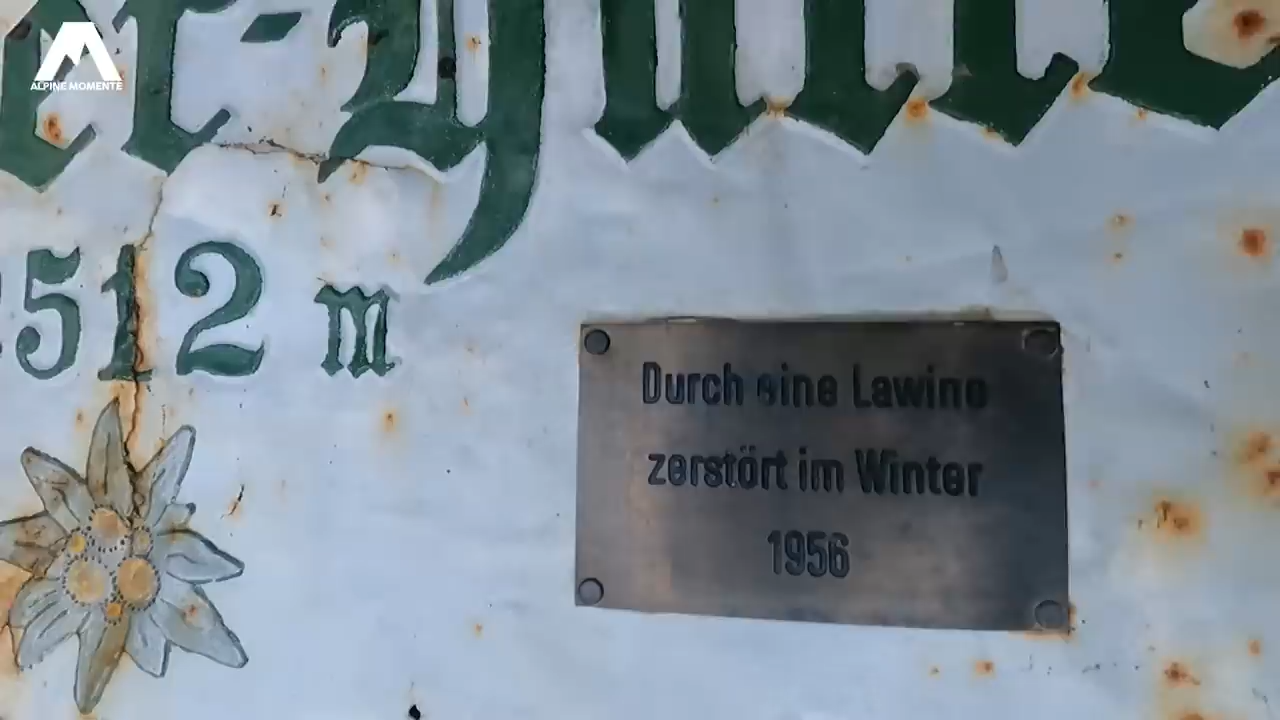 ALPINE MOMENTE
512 m
Durch eine Lawine
zerstört im Winter
1956